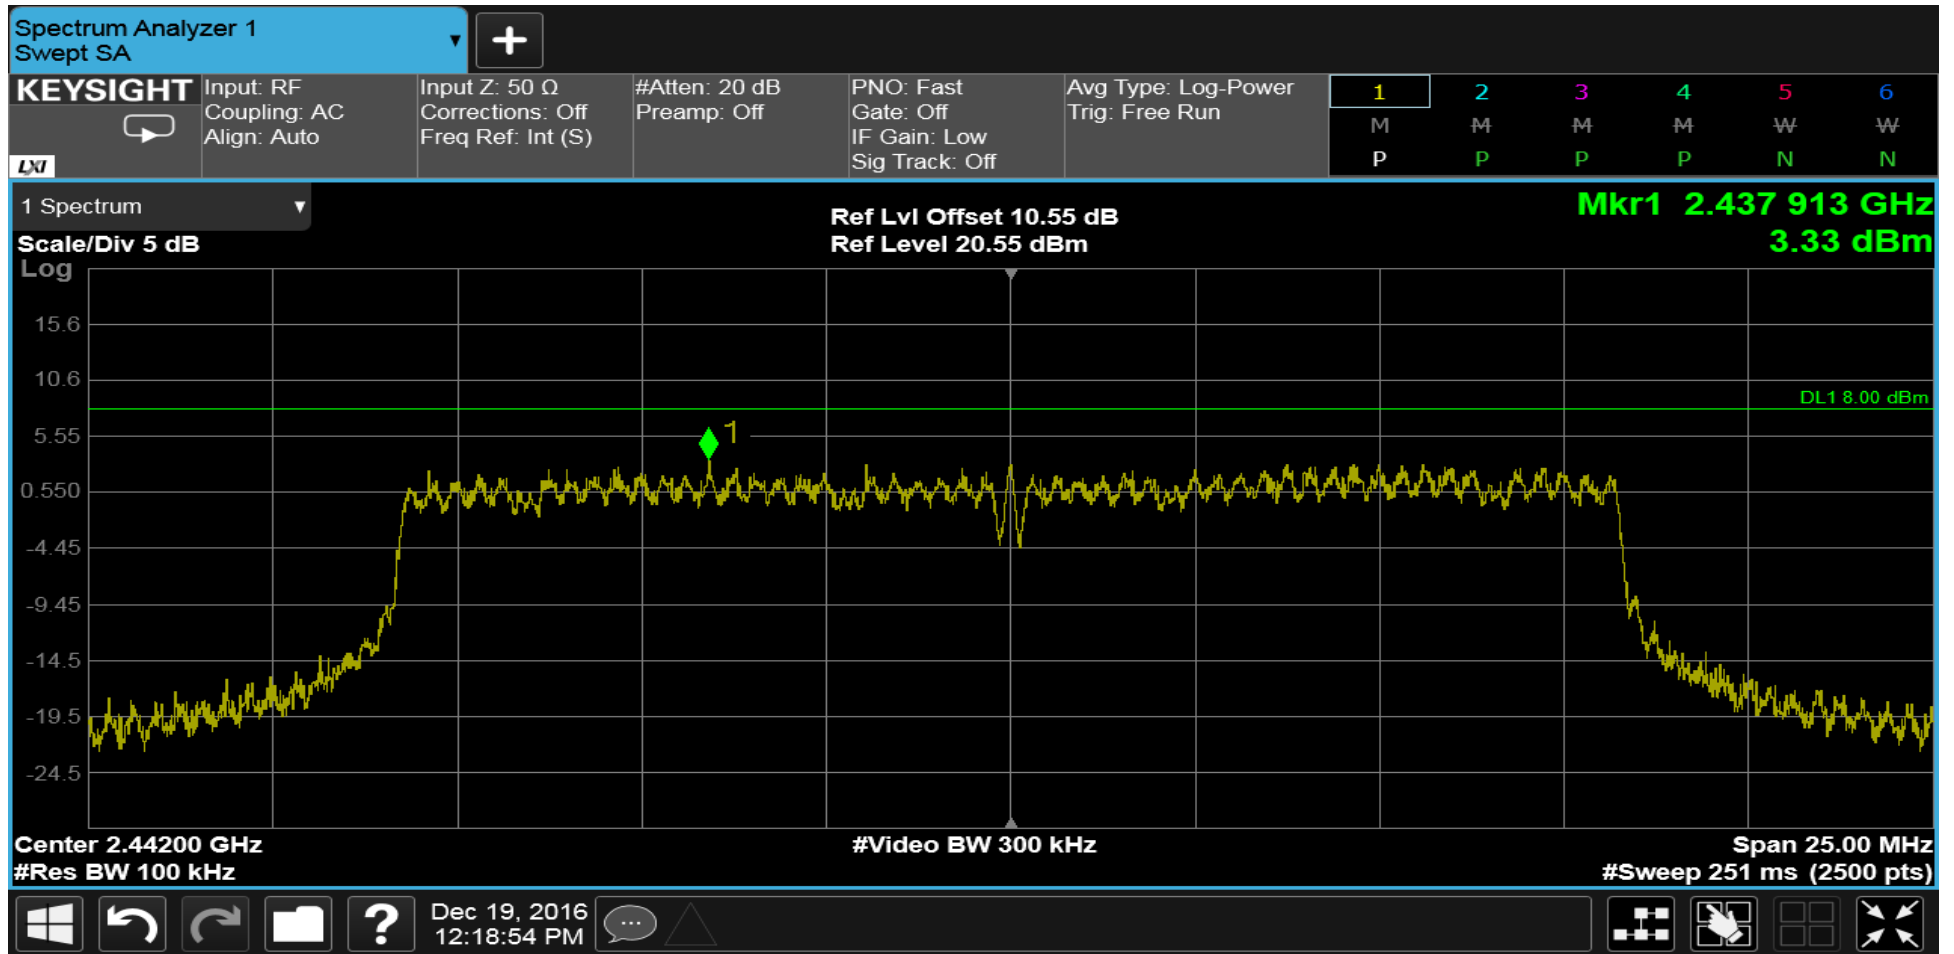 Spectrum Analyzer 1
Swept SA
KEYSIGHT
LXI
Input: RF
Coupling: AC
Align: Auto
Input Z: 50 Ω
Corrections: Off
Freq Ref: Int (S)
#Atten: 20 dB
Preamp: Off
PNO: Fast
Gate: Off
IF Gain: Low
Sig Track: Off
Avg Type: Log-Power
Trig: Free Run
1 2 3 4 5 6
M M M M W W
P P P P N N
1 Spectrum
Scale/Div 5 dB
Log
Ref Lvl Offset 10.55 dB
Ref Level 20.55 dBm
Mkr1 2.437 913 GHz
3.33 dBm
15.6
10.6
DL1 8.00 dBm
5.55
1
0.550
-4.45
-9.45
-14.5
-19.5
-24.5
Center 2.44200 GHz
#Res BW 100 kHz
#Video BW 300 kHz
Span 25.00 MHz
#Sweep 251 ms (2500 pts)
?
Dec 19, 2016
12:18:54 PM